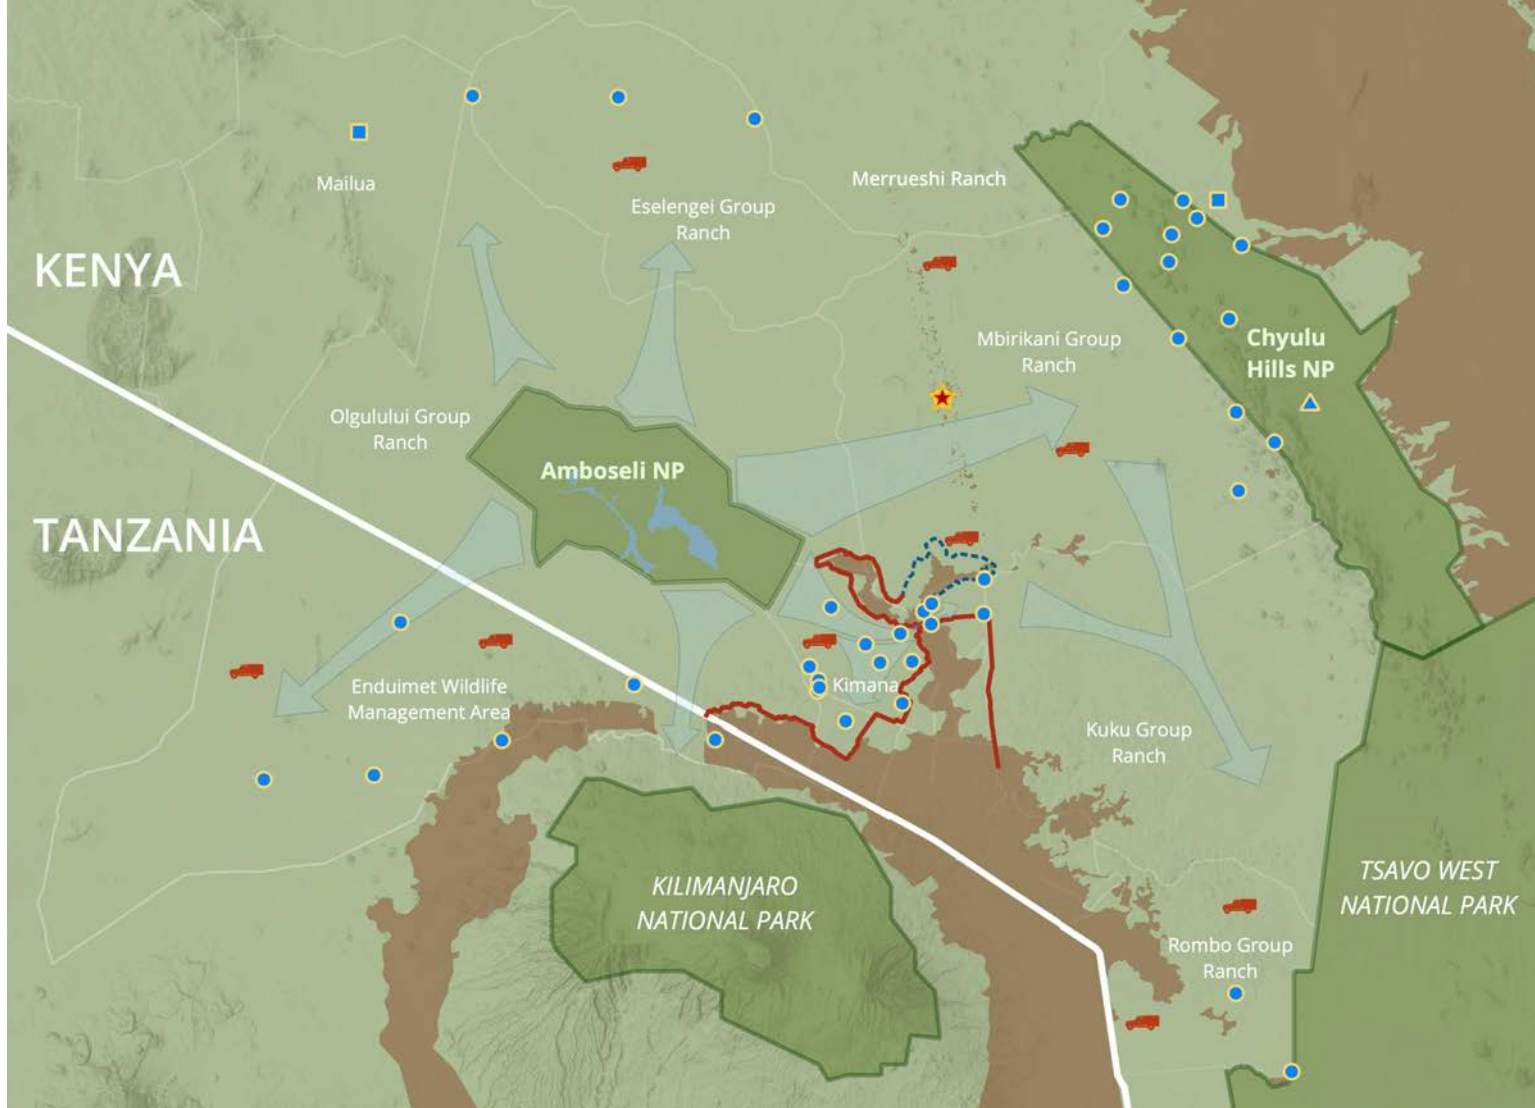 Mailua
Merrueshi Ranch
Eselengei Group
Ranch
KENYA
Mbirikani Group
Ranch
Chyulu
Hills NP
Olgululului Group
Ranch
Amboseli NP
TANZANIA
Enduimet Wildlife
Management Area
Kimana
Kuku Group
Ranch
KILIMANJARO
NATIONAL PARK
TSAVO WEST
NATIONAL PARK
Rombo Group
Ranch